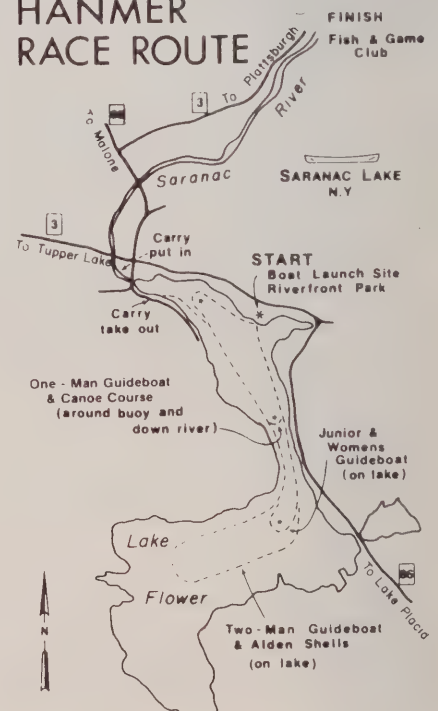 HANMER
RACE ROUTE
FINISH
Fish & Game
Club
3
To Plattsburgh
River
Saranac
To
Malone
SARANAC LAKE
N.Y
3
To Tupper Lake
Carry
put in
START
Boat Launch Site
Riverfront Park
*
Carry
take out
One - Man Guideboat
& Canoe Course
(around buoy and
down river)
Junior &
Womens
Guideboat
(on lake)
Lake
Flower
86
To Lake Placid
N
Two - Man Guideboat
& Alden Shells
(on lake)